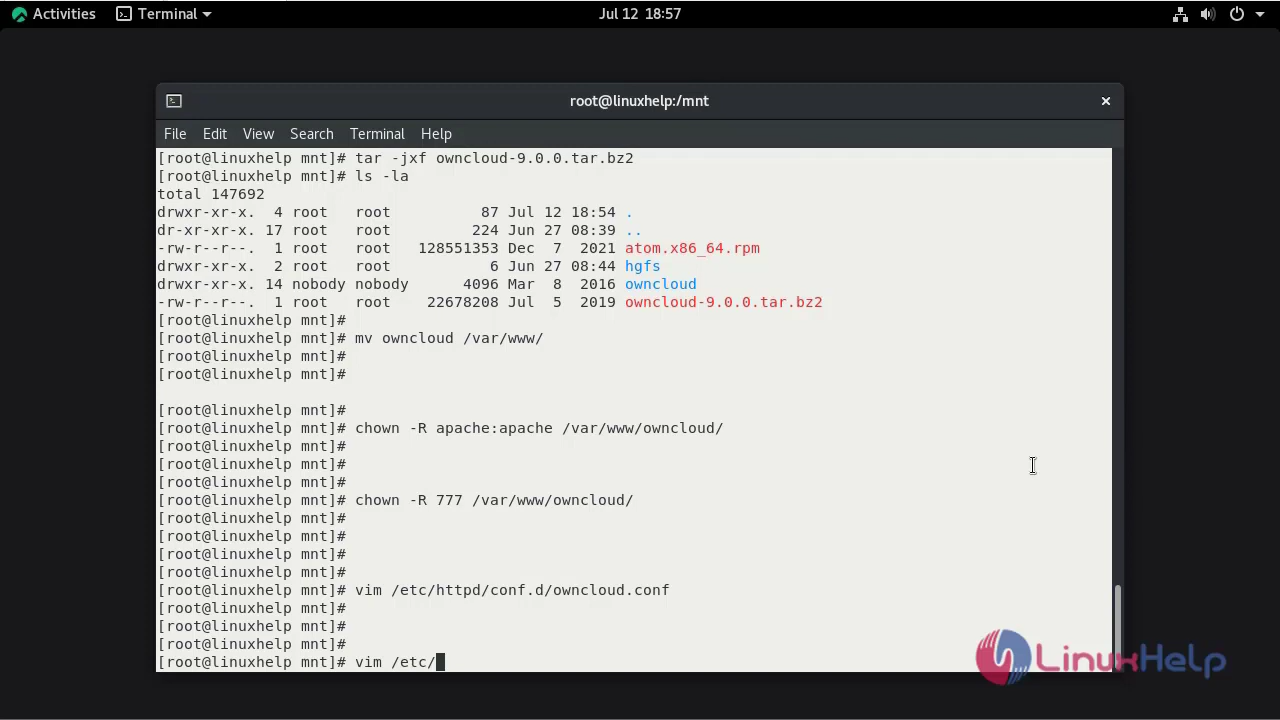 Activities Terminal Jul 12 18:57
root@linuxhelp:/mnt
File Edit View Search Terminal Help
[root@linuxhelp mnt]# tar -jxf owncloud-9.0.0.tar.bz2
[root@linuxhelp mnt]# ls -la
total 147692
drwxr-xr-x.  4 root   root          87 Jul 12 18:54 .
dr-xr-xr-x. 17 root   root         224 Jun 27 08:39 ..
-rw-r--r--.  1 root   root   128551353 Dec  7  2021 atom.x86_64.rpm
drwxr-xr-x.  2 root   root           6 Jun 27 08:44 hgfs
drwxr-xr-x. 14 nobody nobody      4096 Mar  8  2016 owncloud
-rw-r--r--.  1 root   root    22678208 Jul  5  2019 owncloud-9.0.0.tar.bz2
[root@linuxhelp mnt]#
[root@linuxhelp mnt]# mv owncloud /var/www/
[root@linuxhelp mnt]#
[root@linuxhelp mnt]#
[root@linuxhelp mnt]#
[root@linuxhelp mnt]# chown -R apache:apache /var/www/owncloud/
[root@linuxhelp mnt]#
[root@linuxhelp mnt]#
[root@linuxhelp mnt]#
[root@linuxhelp mnt]# chown -R 777 /var/www/owncloud/
[root@linuxhelp mnt]#
[root@linuxhelp mnt]#
[root@linuxhelp mnt]#
[root@linuxhelp mnt]#
[root@linuxhelp mnt]# vim /etc/httpd/conf.d/owncloud.conf
[root@linuxhelp mnt]#
[root@linuxhelp mnt]#
[root@linuxhelp mnt]#
[root@linuxhelp mnt]# vim /etc/
LinuxHelp